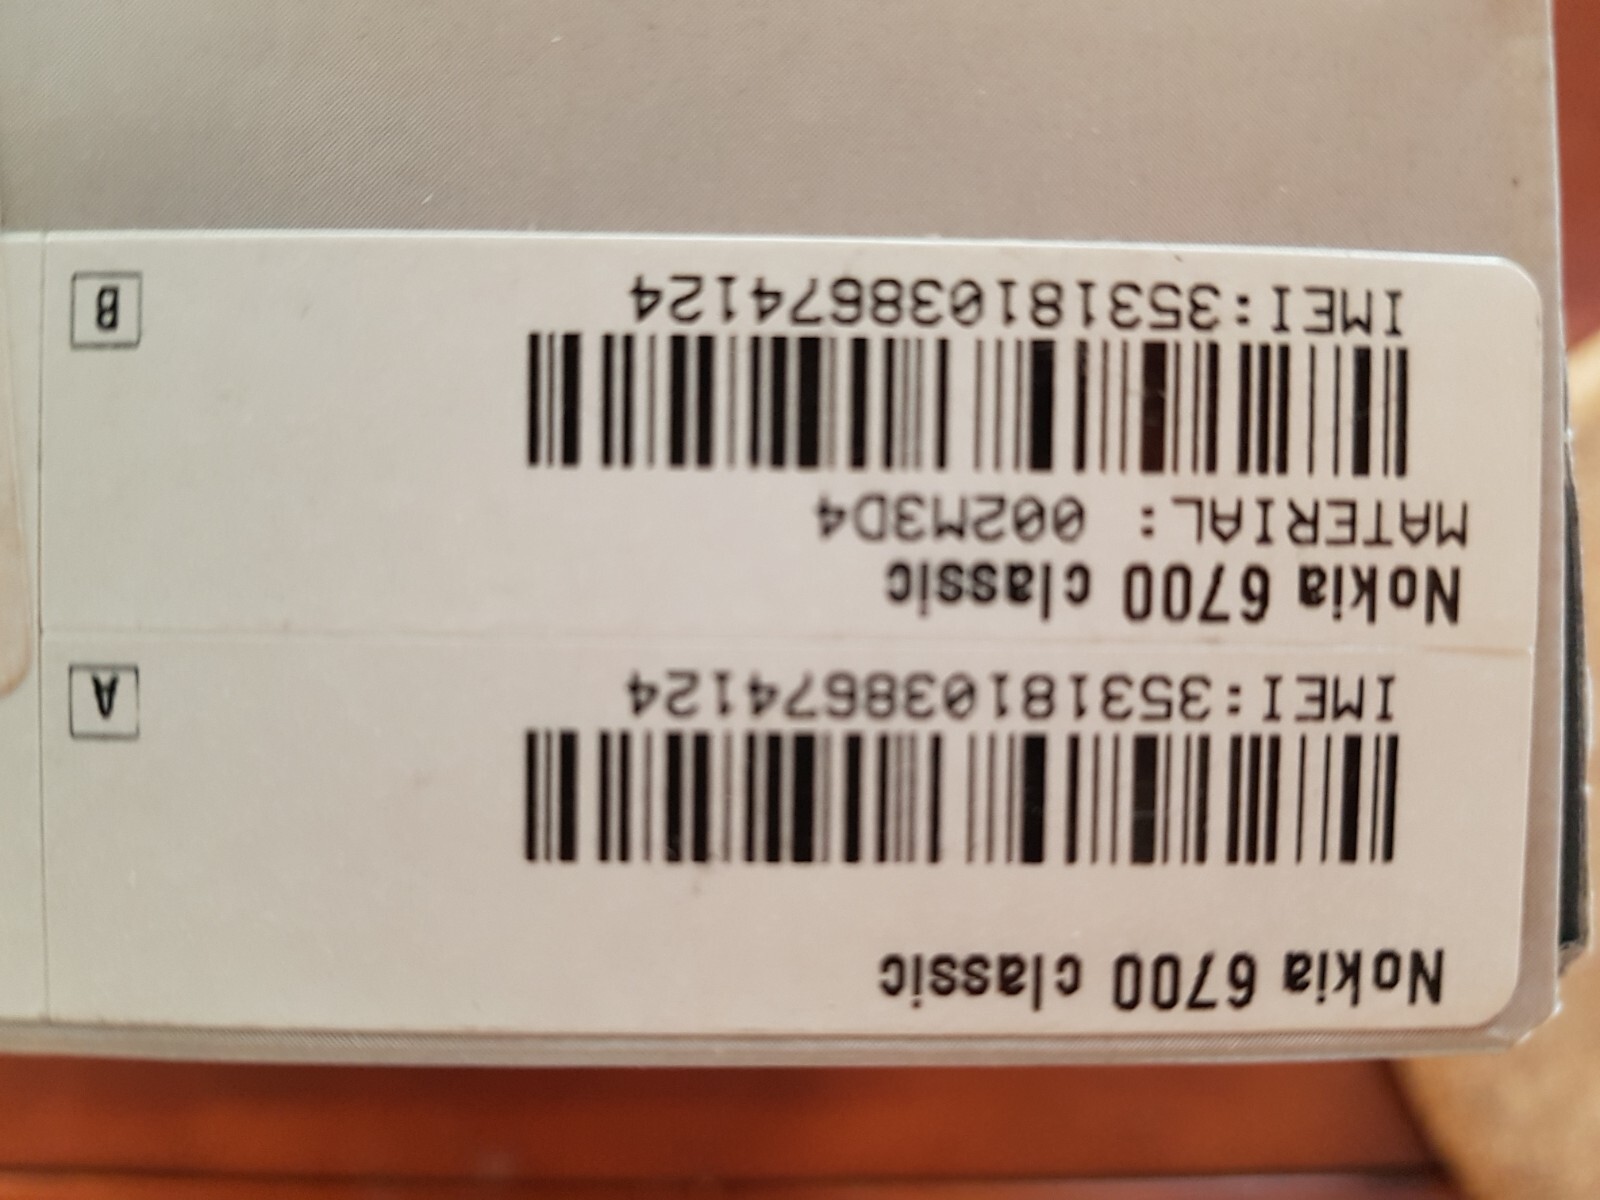 Nokia 6700 classic
IMEI:353181038674124
A
Nokia 6700 classic
MATERIAL: 002M3D4
IMEI:353181038674124
B